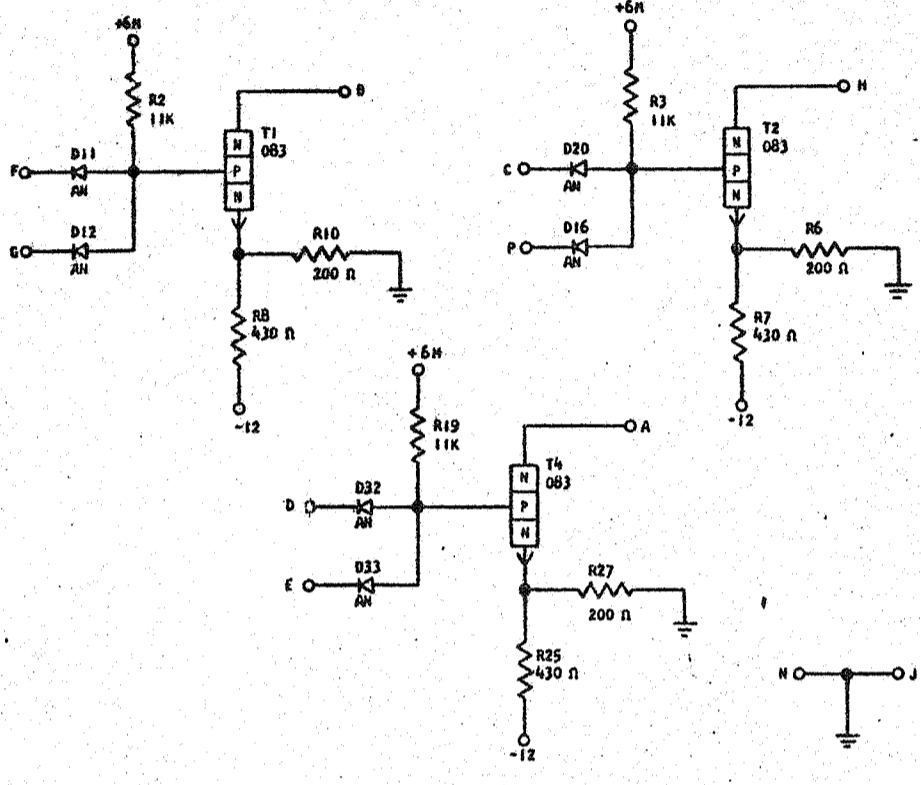 +6M
R2
11K
B
T1
083
N
P
N
F
D11
AN
D12
G
AN
R10
200 Ω
R8
430 Ω
-12
+6M
R3
11K
H
T2
083
N
P
N
C
D20
AN
D16
P
AN
R6
200 Ω
R7
430 Ω
-12
+6M
R19
11K
A
T4
083
N
P
N
D
D32
AN
D33
E
AN
R27
200 Ω
R25
430 Ω
-12
N
J